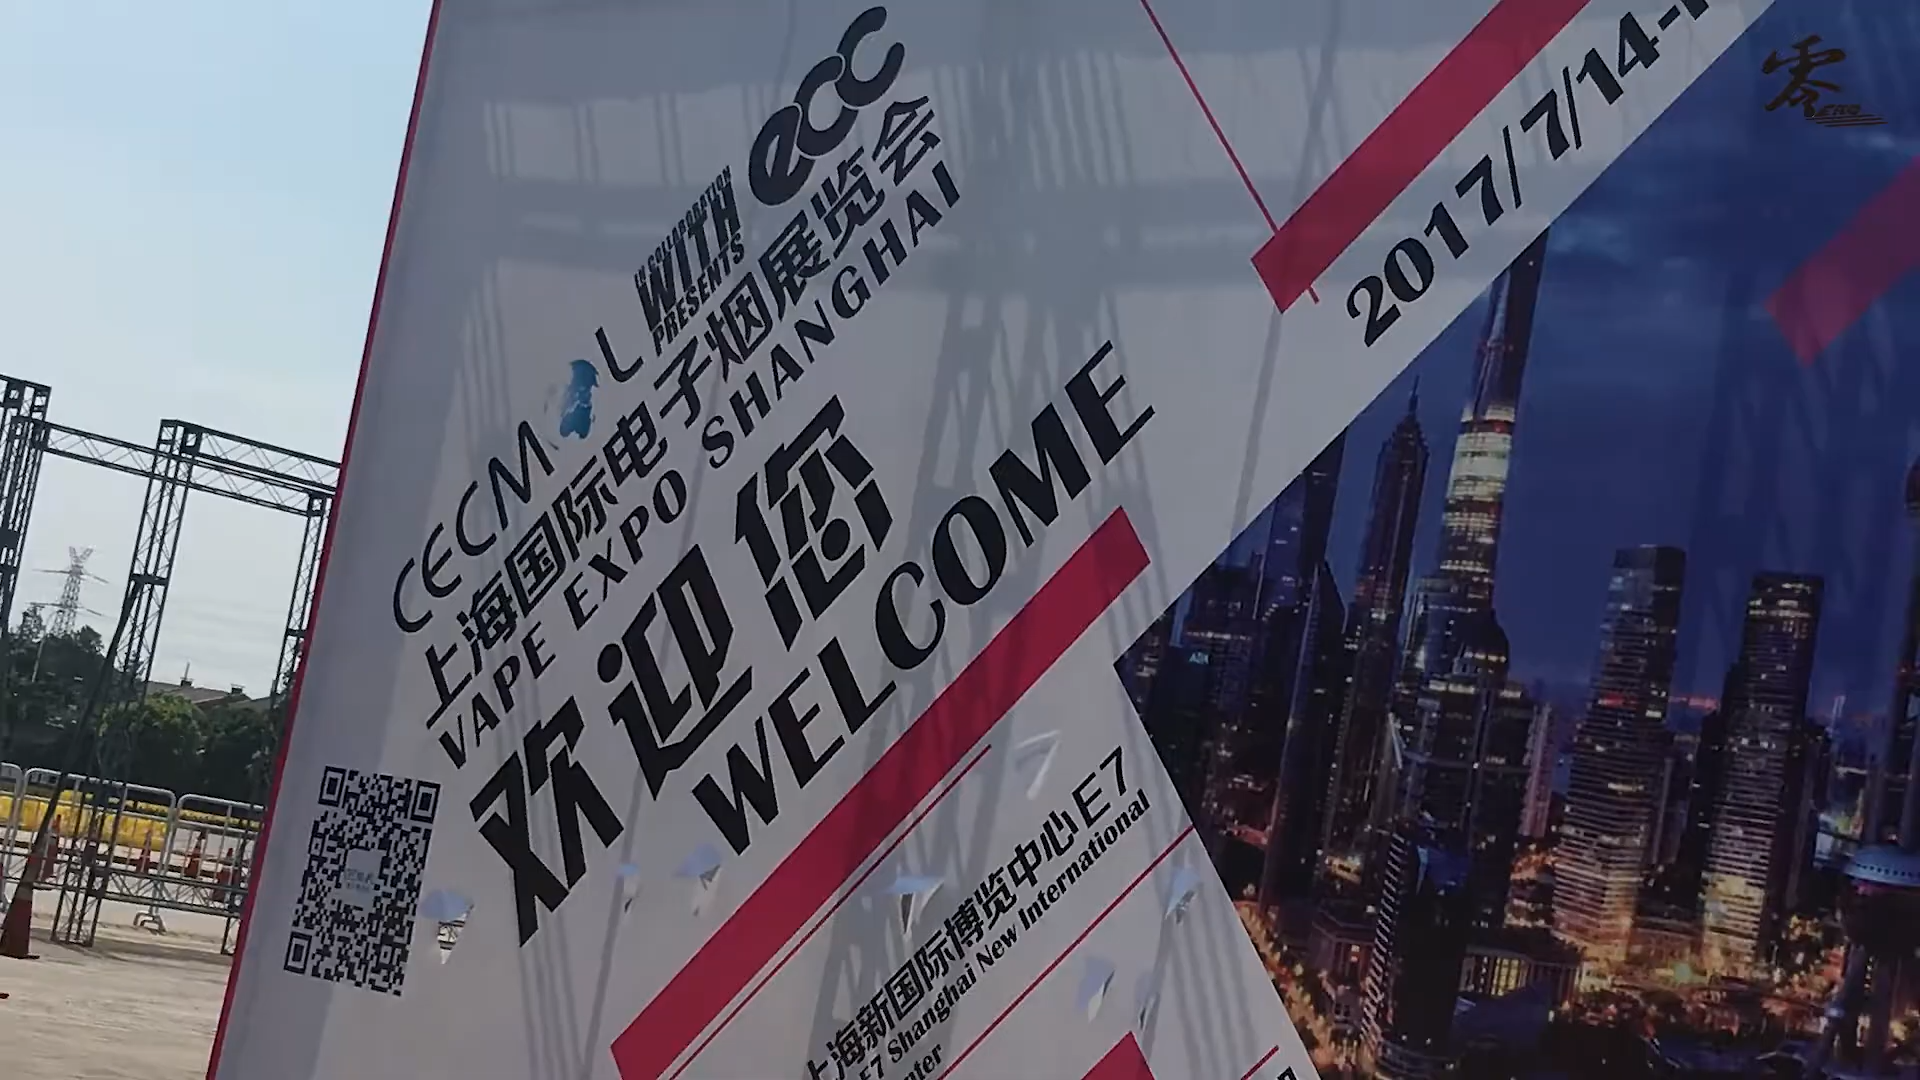 IN COLLABORATION
WITH
PRESENTS
ecc
上海国际电子烟展览会
VAPE EXPO SHANGHAI
欢迎您
WELCOME
2017/7/14-1
上海新国际博览中心E7
E7 Shanghai New International
零